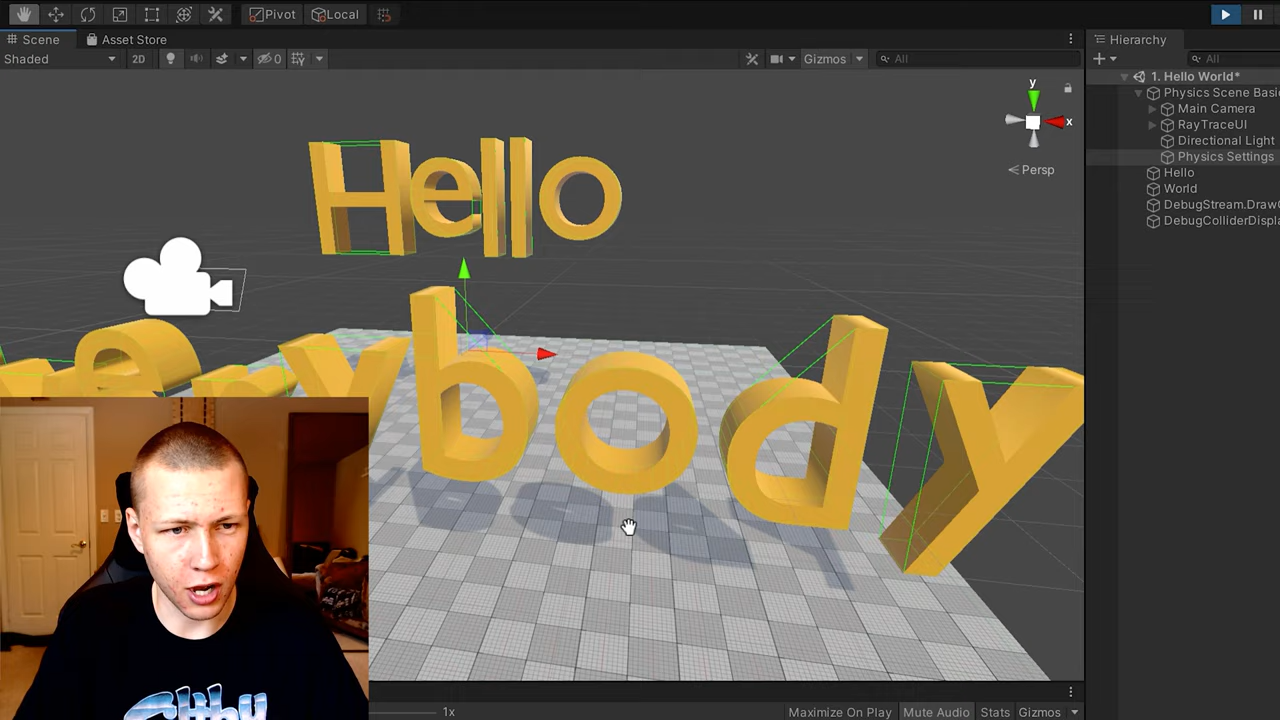 Pivot Local
Scene Asset Store Hierarchy
Shaded 2D 0 Gizmos All All
1. Hello World*
Physics Scene Basi
Main Camera
RayTraceUI
Directional Light
Physics Settings
Hello
World
DebugStream.Draw
DebugColliderDispl
y
x
Persp
Hello
body
1x Maximize On Play Mute Audio Stats Gizmos